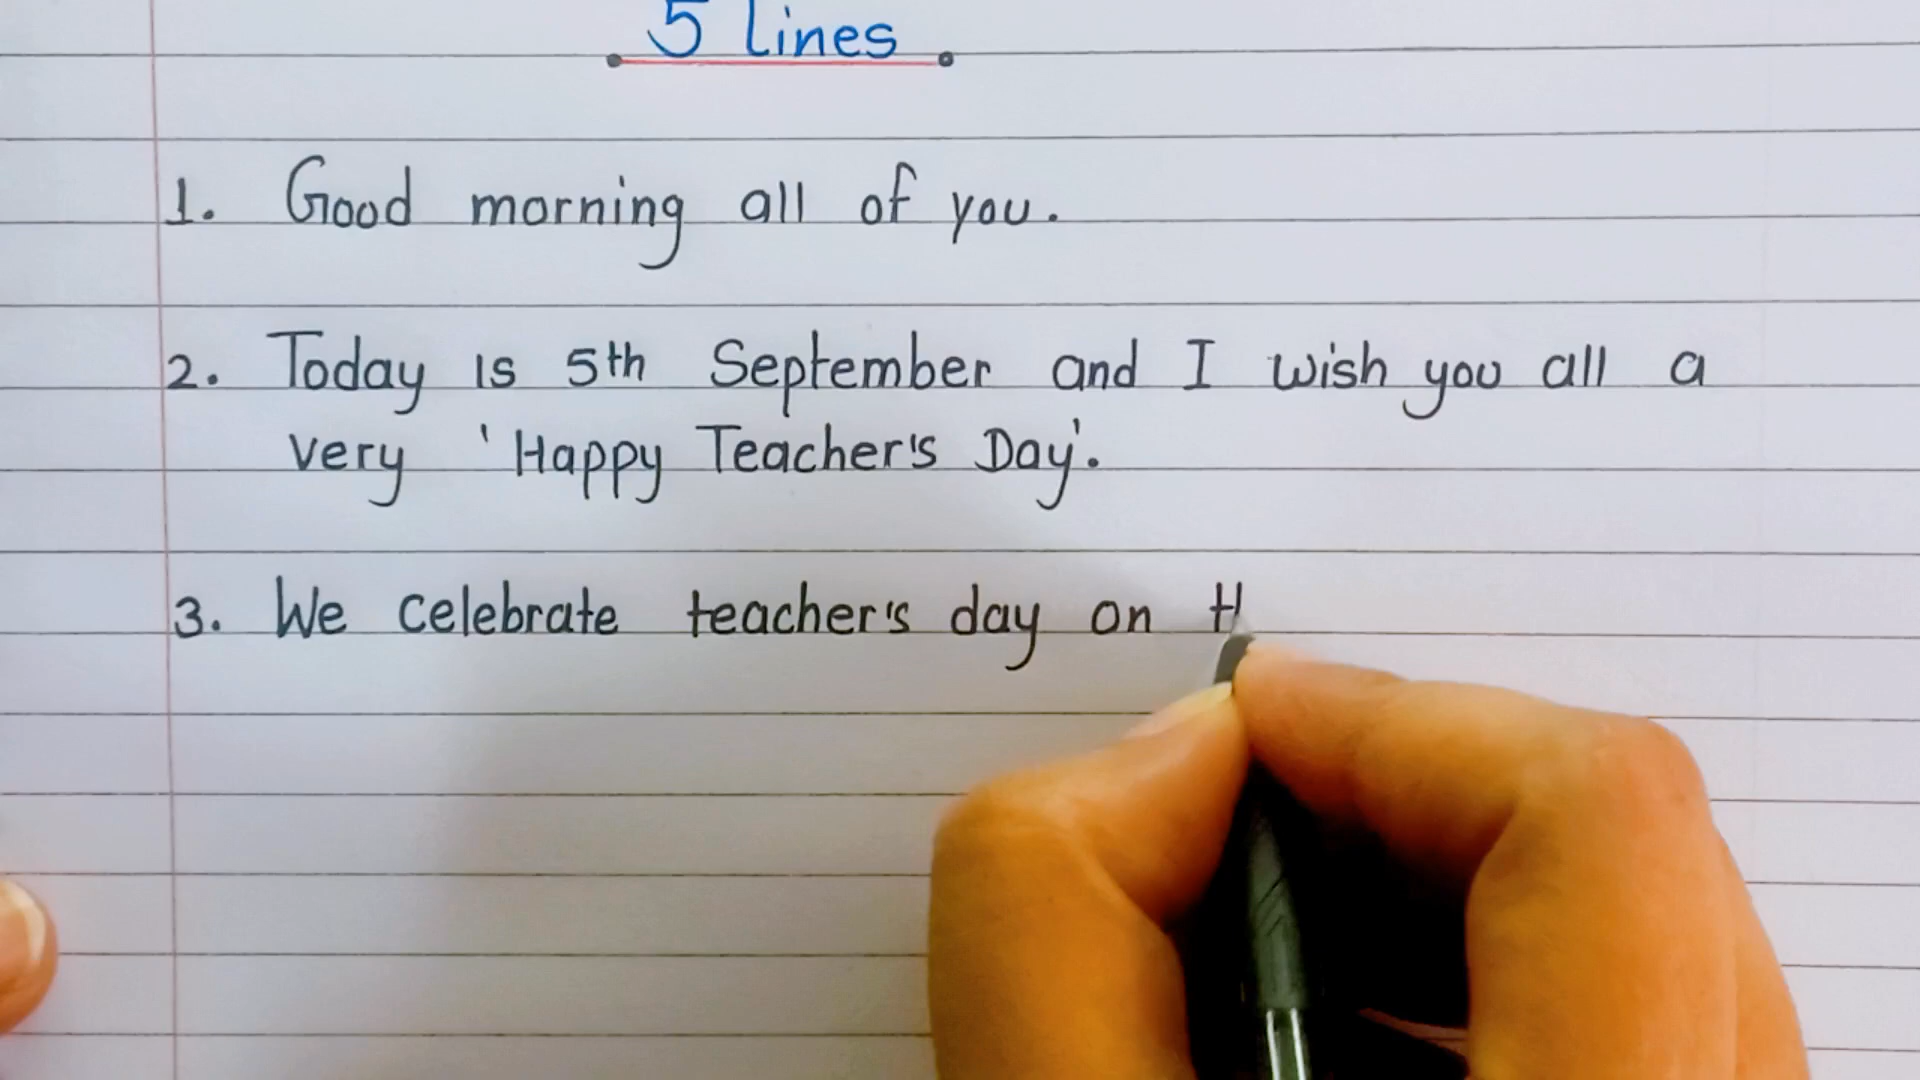 5 Lines
1. Good morning all of you.
2. Today is 5th September and I wish you all a
very 'Happy Teacher's Day'.
3. We celebrate teacher's day on